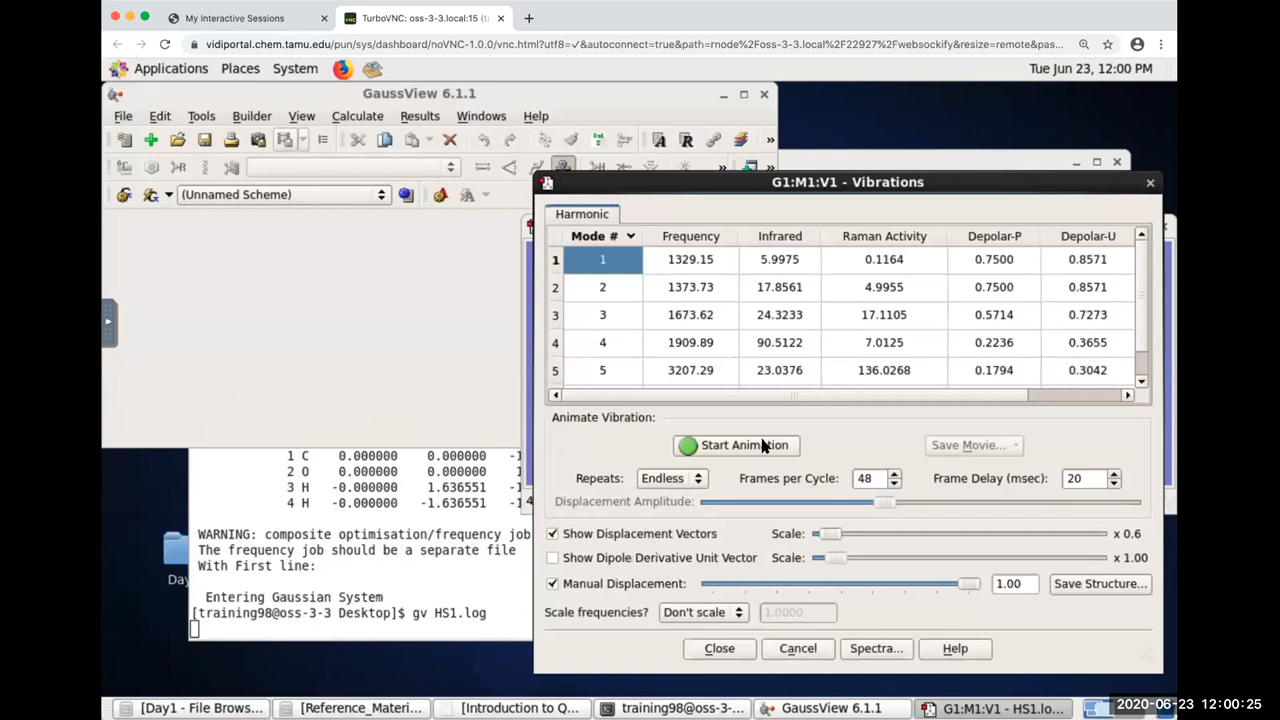 My Interactive Sessions
TurboVNC: oss-3-3.local:15 (t
vidiportal.chem.tamu.edu/pun/sys/dashboard/noVNC-1.0.0/vnc.html?utf8=✓&autoconnect=true&path=rnode%2Foss-3-3.local%2F22927%2Fwebsockify&resize=remote&pas...
Applications Places System
Tue Jun 23, 12:00 PM
GaussView 6.1.1
File Edit Tools Builder View Calculate Results Windows Help
(Unnamed Scheme)
G1:M1:V1 - Vibrations
Harmonic
Mode # Frequency Infrared Raman Activity Depolar-P Depolar-U
1 1 1329.15 5.9975 0.1164 0.7500 0.8571
2 2 1373.73 17.8561 4.9955 0.7500 0.8571
3 3 1673.62 24.3233 17.1105 0.5714 0.7273
4 4 1909.89 90.5122 7.0125 0.2236 0.3655
5 5 3207.29 23.0376 136.0268 0.1794 0.3042
Animate Vibration:
Start Animation
Save Movie...
Repeats: Endless Frames per Cycle: 48 Frame Delay (msec): 20
Displacement Amplitude:
Show Displacement Vectors Scale: x 0.6
Show Dipole Derivative Unit Vector Scale: x 1.00
Manual Displacement: 1.00 Save Structure...
Scale frequencies? Don't scale 1.0000
Close Cancel Spectra... Help
1 C 0.000000 0.000000 -1
2 O 0.000000 0.000000 1
3 H -0.000000 1.636551 -1
4 H -0.000000 -1.636551 -1
WARNING: composite optimisation/frequency job
The frequency job should be a separate file
With First line:
Entering Gaussian System
[training98@oss-3-3 Desktop]$ gv HS1.log
Day
4
[Day1 - File Brows...
[Reference_Materi...
[Introduction to Q...
training98@oss-3-...
GaussView 6.1.1
G1:M1:V1 - HS1.lo...
2020-06-23 12:00:25